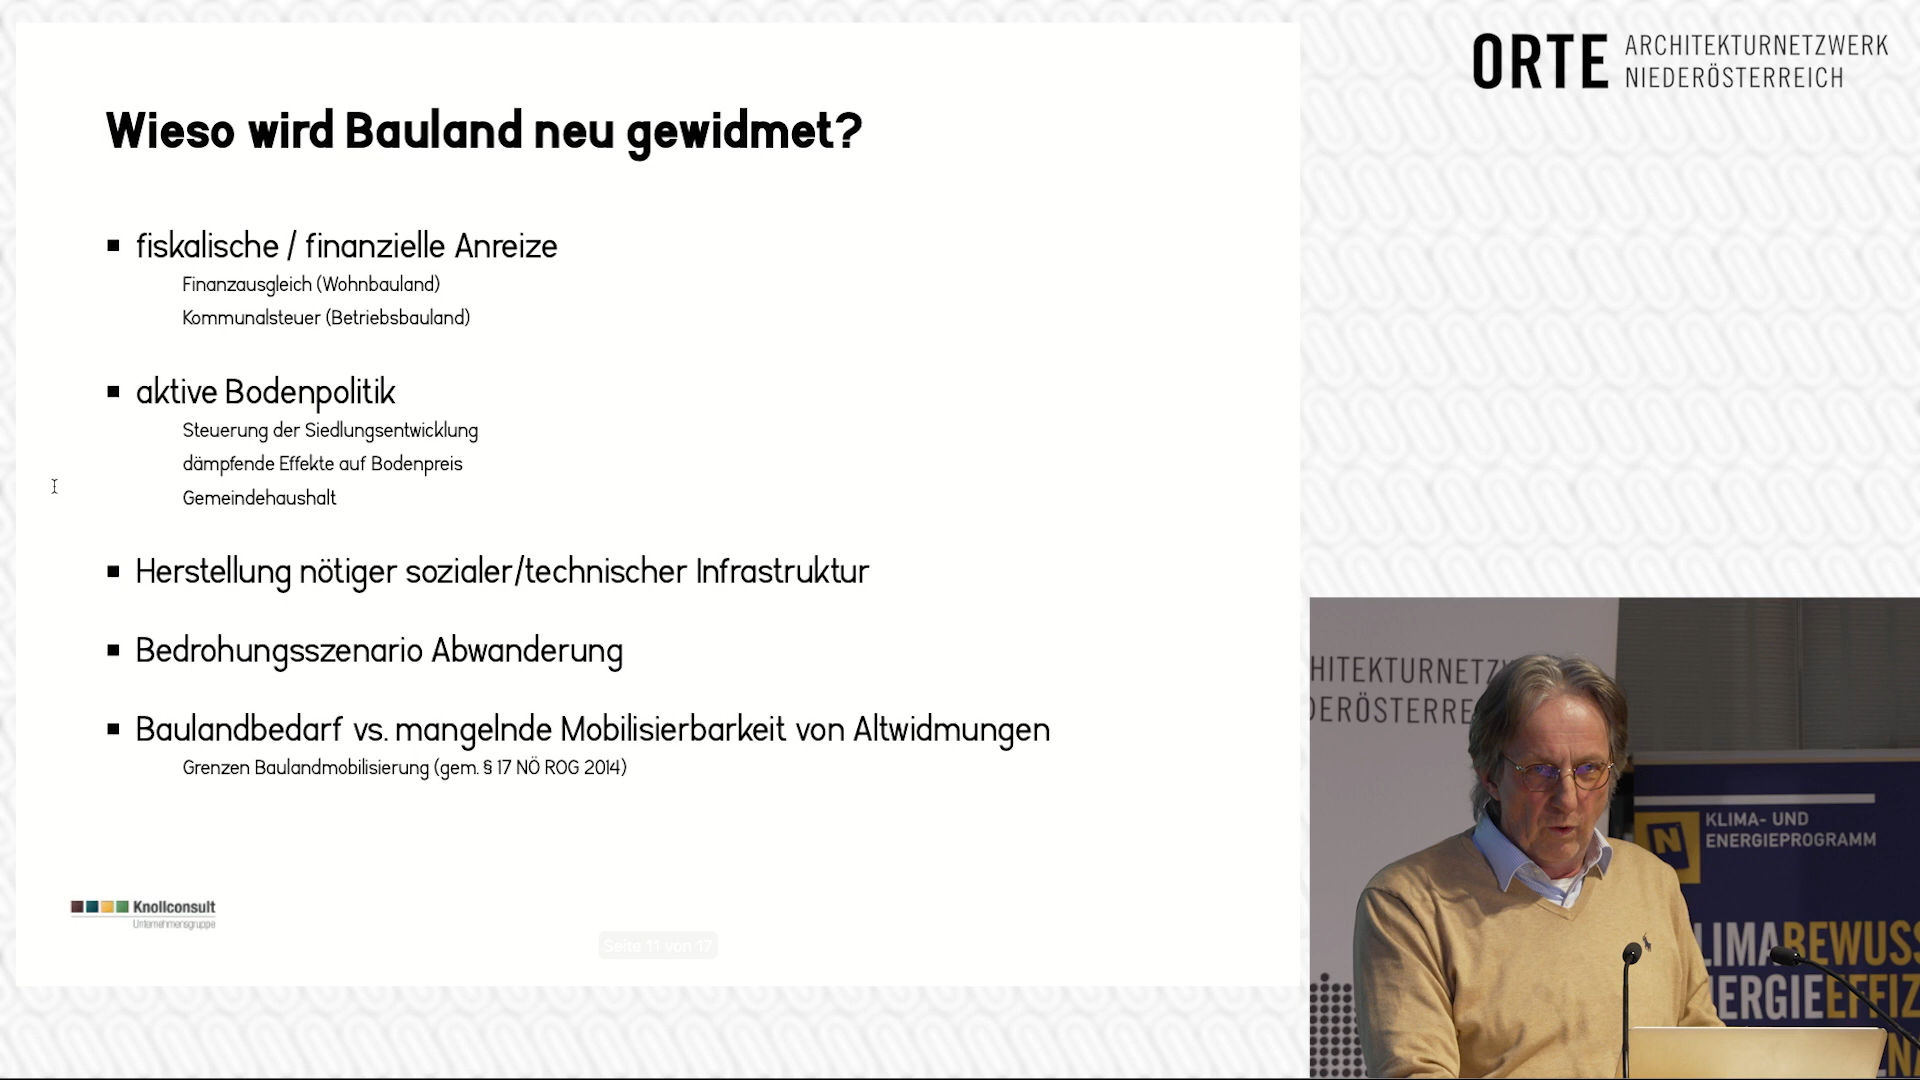 ORTE ARCHITEKTURNETZWERK
NIEDERÖSTERREICH
Wieso wird Bauland neu gewidmet?
fiskalische / finanzielle Anreize
Finanzausgleich (Wohnbauland)
Kommunalsteuer (Betriebsbauland)
aktive Bodenpolitik
Steuerung der Siedlungsentwicklung
dämpfende Effekte auf Bodenpreis
Gemeindehaushalt
Herstellung nötiger sozialer/technischer Infrastruktur
Bedrohungsszenario Abwanderung
Baulandbedarf vs. mangelnde Mobilisierbarkeit von Altwidmungen
Grenzen Baulandmobilisierung (gem. § 17 NÖ ROG 2014)
Knollconsult
Unternehmensgruppe
Seite 11 von 17
HITEKTURNETZW
DERÖSTERRE
N KLIMA- UND
ENERGIEPROGRAMM
LIMABEWUSS
ERGIEEFFIZ
NA